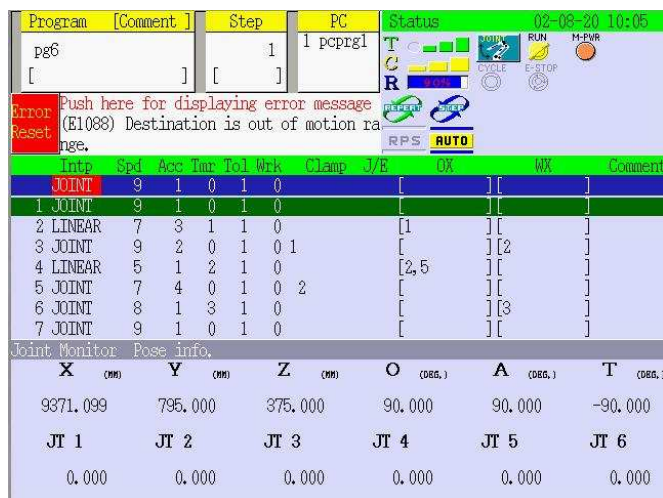 Program [Comment ] Step PC Status 02-08-20 10:05
pg6 1 1 pcprg1 T RUN M-PWR
[ ] [ ] C CYCLE E-STOP
R 90%
Error Reset Push here for displaying error message
(E1088) Destination is out of motion ra
nge. RPS AUTO
Intp Spd Acc Tmr Tol Wrk Clamp J/E OX WX Comment
JOINT 9 1 0 1 0 [ ][ ]
1 JOINT 9 1 0 1 0 [ ][ ]
2 LINEAR 7 3 1 1 0 [1 ][ ]
3 JOINT 9 2 0 1 0 1 [ ][2 ]
4 LINEAR 5 1 2 1 0 [2,5 ][ ]
5 JOINT 7 4 0 1 0 2 [ ][ ]
6 JOINT 8 1 3 1 0 [ ][3 ]
7 JOINT 9 1 0 1 0 [ ][ ]
Joint Monitor Pose info.
X (MM) Y (MM) Z (MM) O (DEG.) A (DEG.) T (DEG.)
9371.099 795.000 375.000 90.000 90.000 -90.000
JT 1 JT 2 JT 3 JT 4 JT 5 JT 6
0.000 0.000 0.000 0.000 0.000 0.000